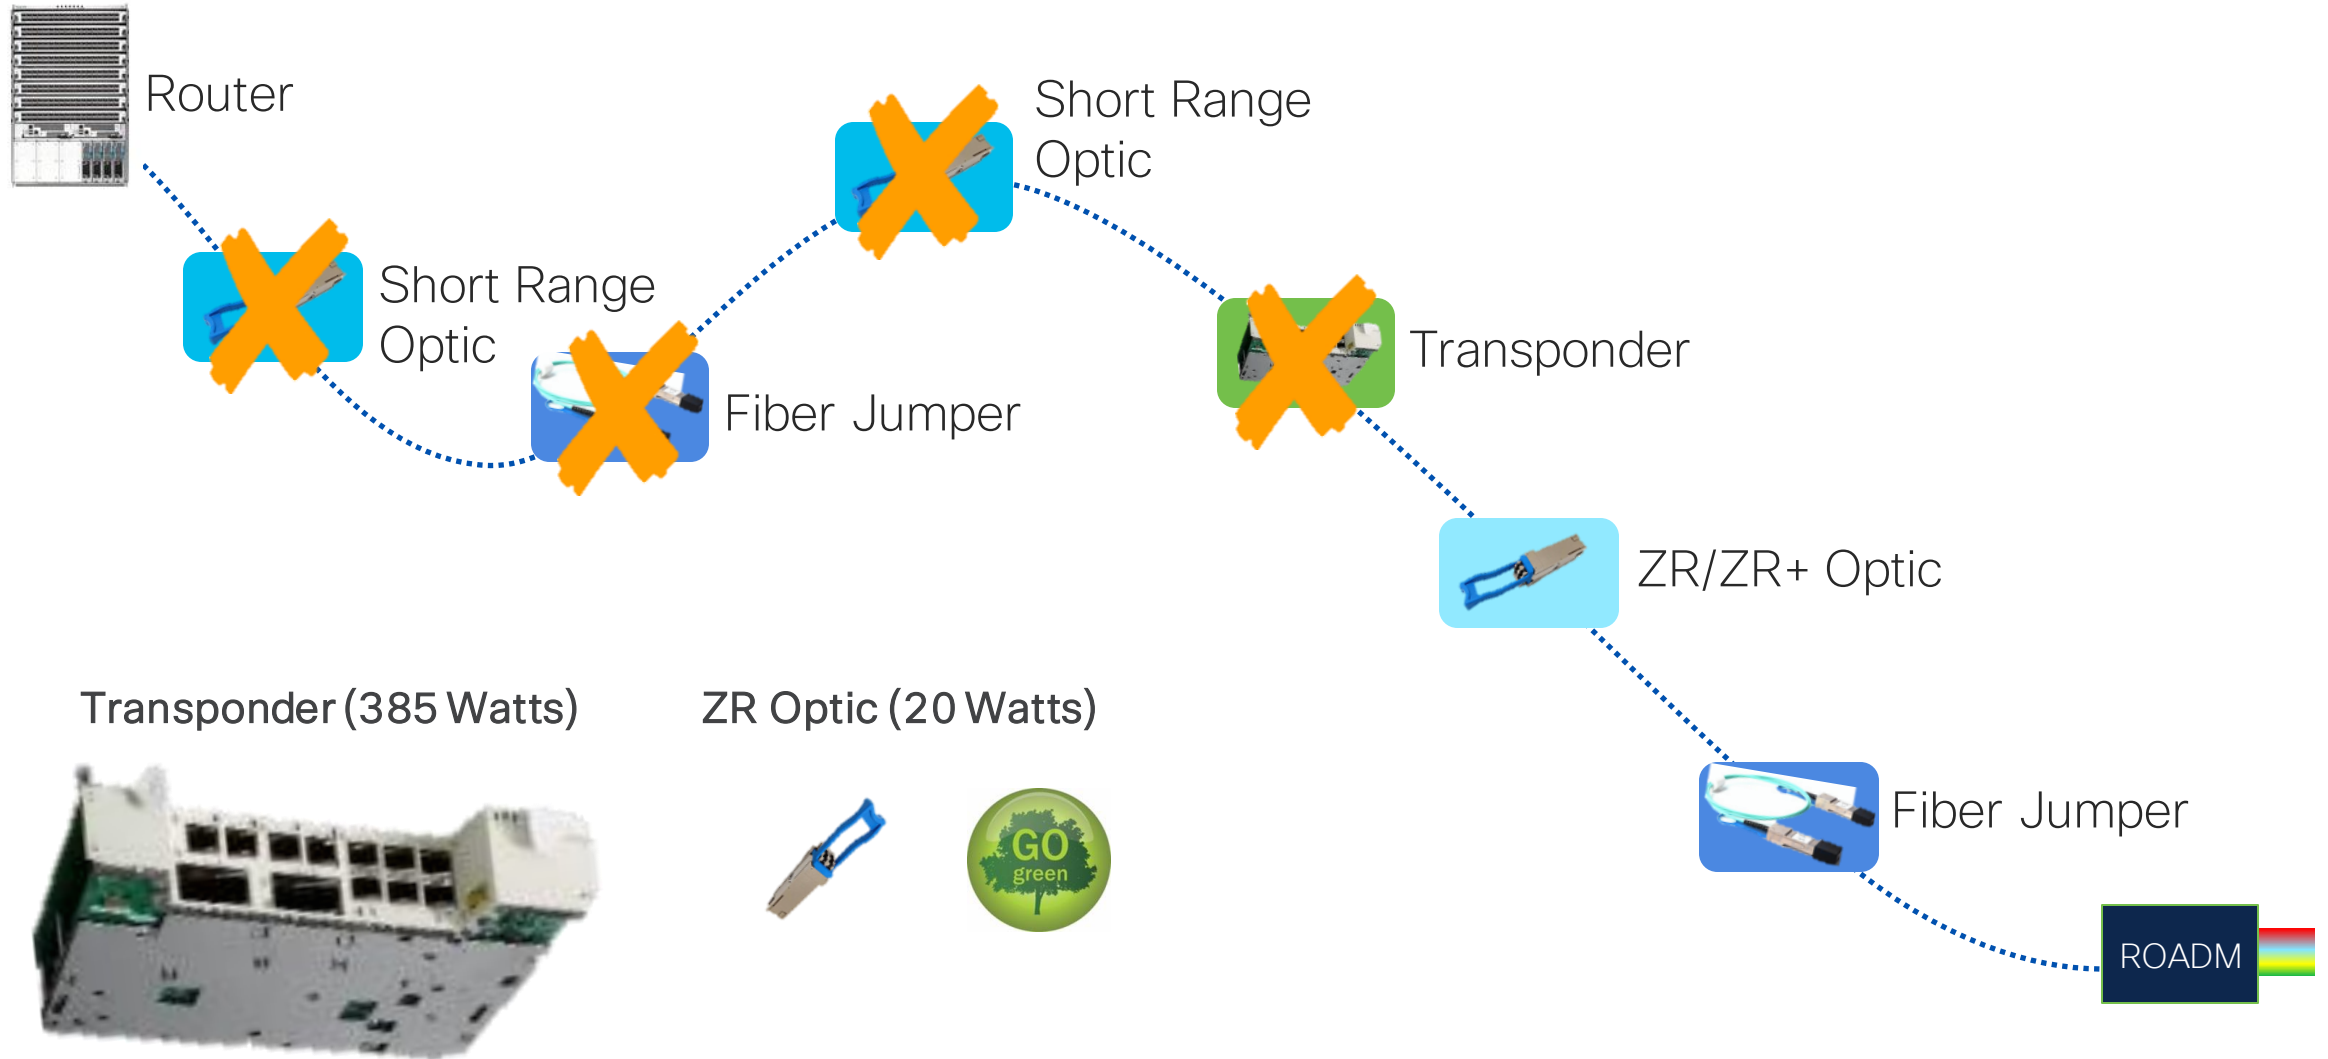 Router
Short Range
Optic
Short Range
Optic
Fiber Jumper
Transponder
ZR/ZR+ Optic
Transponder (385 Watts)
ZR Optic (20 Watts)
GO
green
Fiber Jumper
ROADM